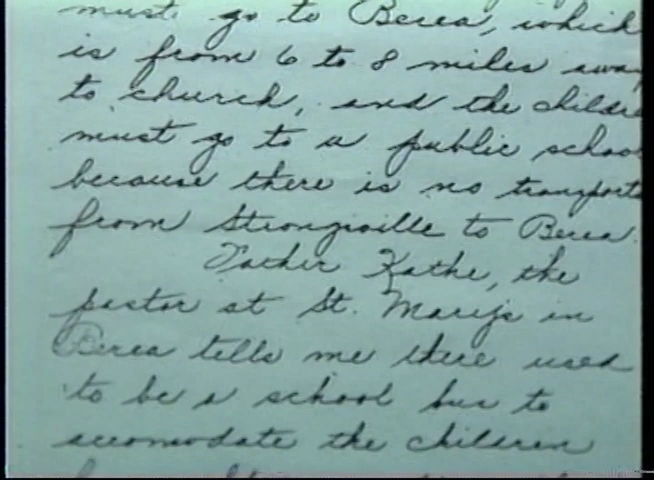 must go to Berea, which
is from 6 to 8 miles away
to church, and the childre
must go to a public school
because there is no transporta
from Strongsville to Berea.
Father Kathe, the
pastor at St. Mary's in
Berea tells me there used
to be a school bus to
accomodate the children